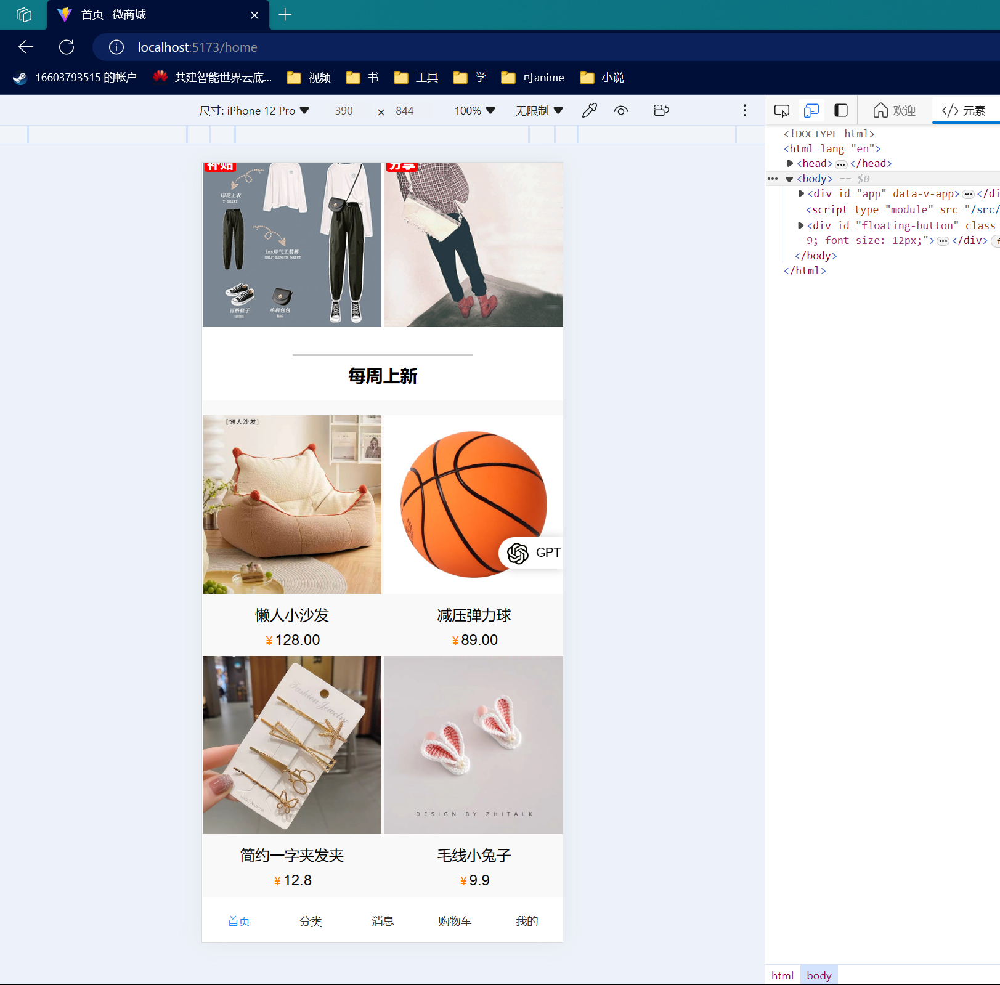 首页--微商城
localhost:5173/home
16603793515 的帐户 共建智能世界云底... 视频 书 工具 学 可anime 小说
尺寸: iPhone 12 Pro 390 × 844 100% 无限制
欢迎 元素
<!DOCTYPE html>
<html lang="en">
<head> ••• </head>
••• <body> == $0
<div id="app" data-v-app> ••• </di
<script type="module" src="/src/
<div id="floating-button" class=
9; font-size: 12px;"> ••• </div> f
</body>
</html>
补贴 分享
印花上衣
T-SHIRT
ins帅气工装裤
HALF-LENGTH SKIRT
百搭鞋子
SHOES
单肩包包
BAG
每周上新
[懒人沙发]
GPT
懒人小沙发 减压弹力球
¥128.00 ¥89.00
Fashion Jewelry
MADE IN CHINA
DESIGN BY ZHITALK
简约一字夹发夹 毛线小兔子
¥12.8 ¥9.9
首页 分类 消息 购物车 我的
html body